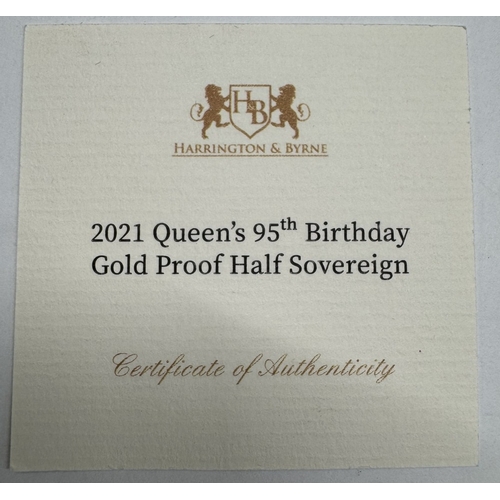 HB
HARRINGTON & BYRNE
2021 Queen's 95th Birthday
Gold Proof Half Sovereign
Certificate of Authenticity